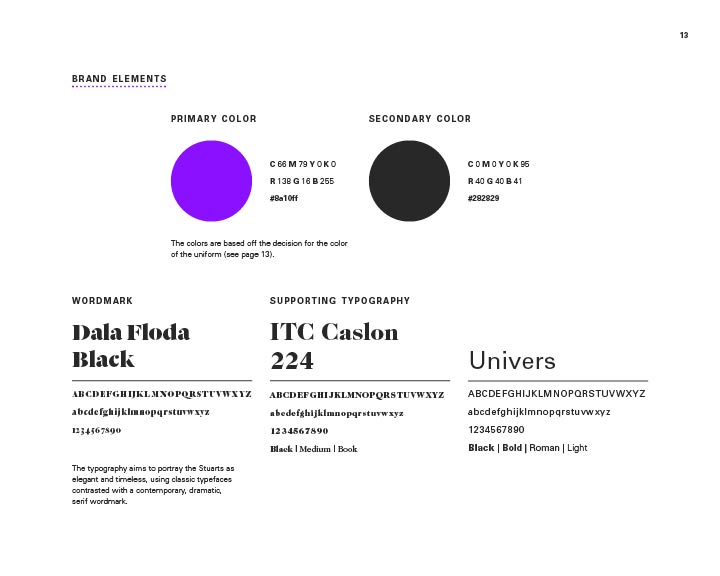 13
BRAND ELEMENTS
PRIMARY COLOR
C 66 M 79 Y 0 K 0
R 138 G 16 B 255
#8a10ff
The colors are based off the decision for the color
of the uniform (see page 13).
SECONDARY COLOR
C 0 M 0 Y 0 K 95
R 40 G 40 B 41
#282829
WORDMARK
Dala Floda
Black
ABCDEFGHIJKLMNOPQRSTUVWXYZ
abcdefghijklmnopqrstuvwxyz
1234567890
The typography aims to portray the Stuarts as
elegant and timeless, using classic typefaces
contrasted with a contemporary, dramatic,
serif wordmark.
SUPPORTING TYPOGRAPHY
ITC Caslon
224
ABCDEFGHIJKLMNOPQRSTUVWXYZ
abcdefghijklmnopqrstuvwxyz
1234567890
Black | Medium | Book
Univers
ABCDEFGHIJKLMNOPQRSTUVWXYZ
abcdefghijklmnopqrstuvwxyz
1234567890
Black | Bold | Roman | Light